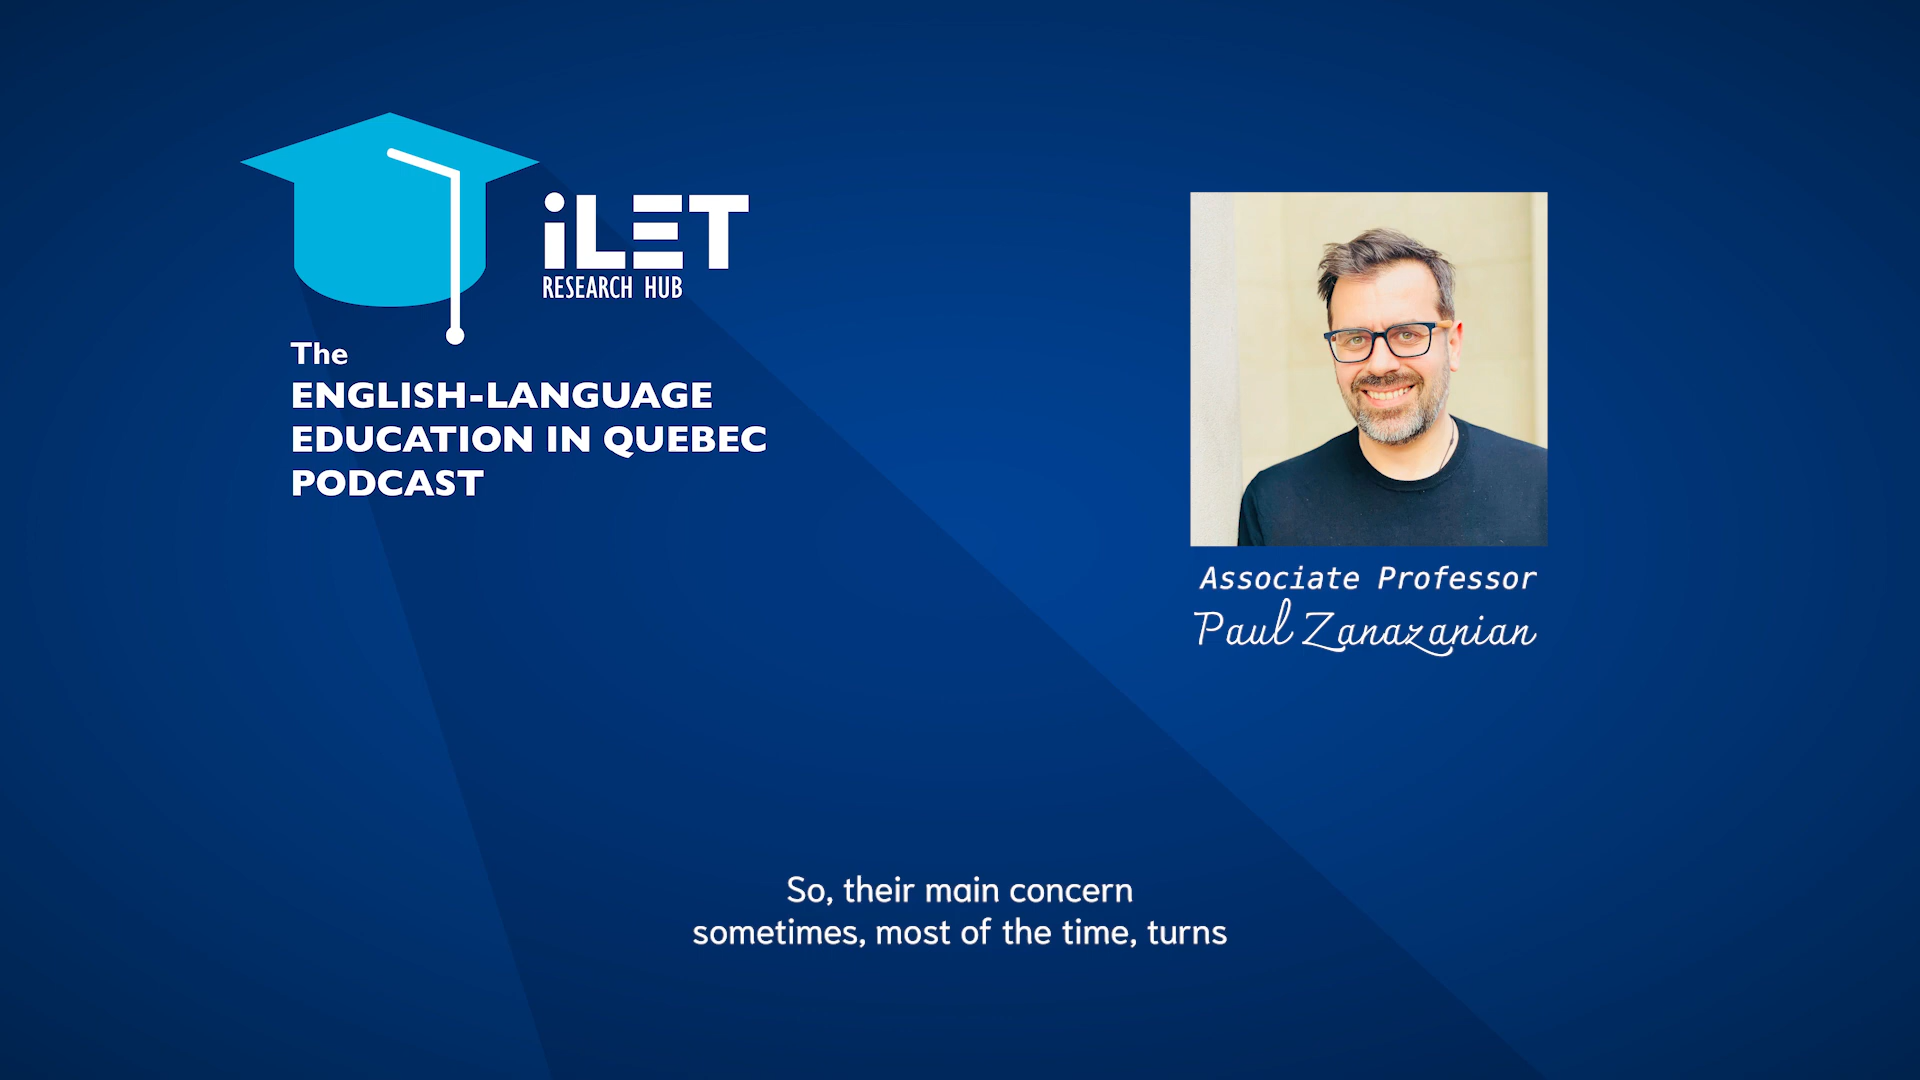 iLET
RESEARCH HUB
The
ENGLISH-LANGUAGE
EDUCATION IN QUEBEC
PODCAST
Associate Professor
Paul Zanazanian
So, their main concern
sometimes, most of the time, turns